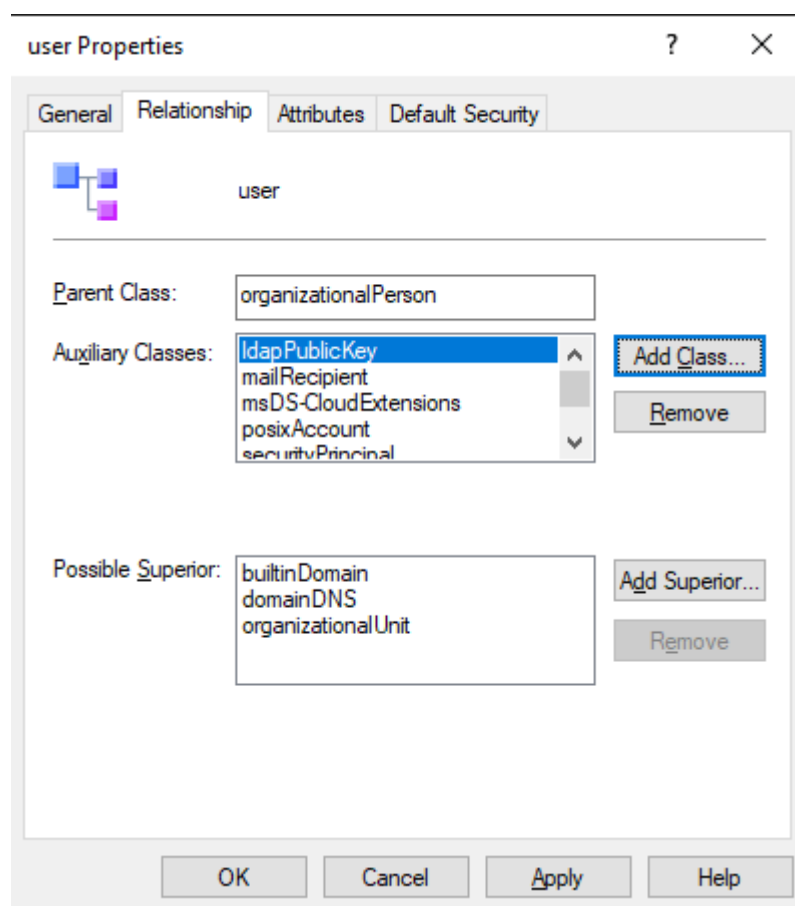 user Properties ?
General Relationship Attributes Default Security
user
Parent Class: organizationalPerson
Auxiliary Classes: ldapPublicKey Add Class...
mailRecipient
msDS-CloudExtensions Remove
posixAccount
securityPrincipal
Possible Superior: builtinDomain Add Superior...
domainDNS
organizationalUnit Remove
OK Cancel Apply Help